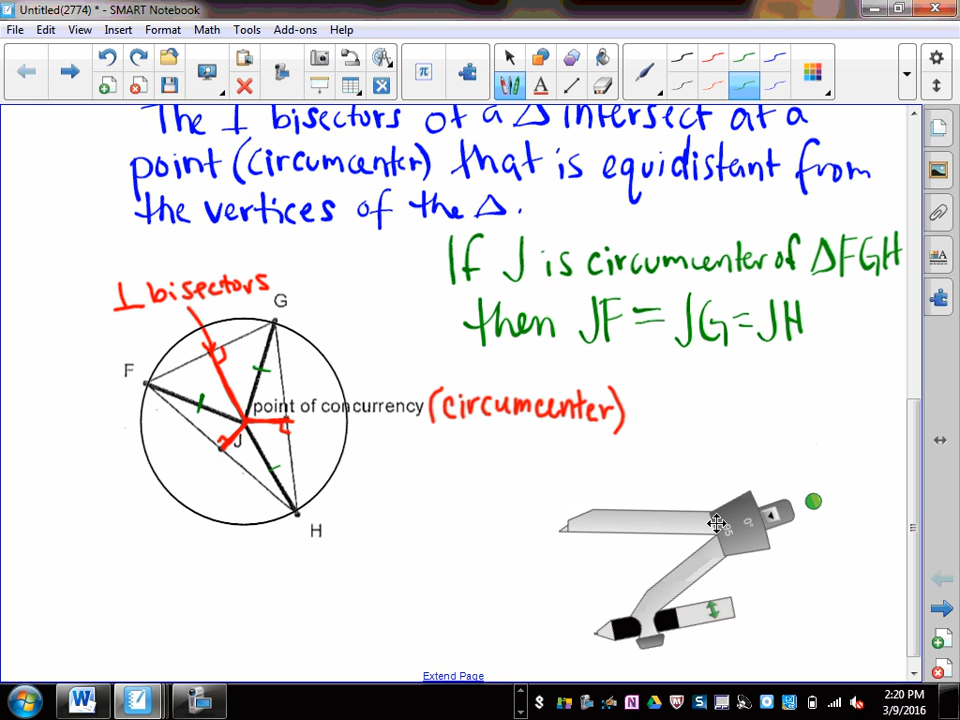 Untitled(2774) * - SMART Notebook
File Edit View Insert Format Math Tools Add-ons Help
The ⊥ bisectors of a Δ intersect at a
point (circumcenter) that is equidistant from
the vertices of the Δ.
If J is circumcenter of ΔFGH
then JF = JG = JH
⊥ bisectors
G
F
point of concurrency (circumcenter)
J
H
0°
Extend Page
2:20 PM
3/9/2016